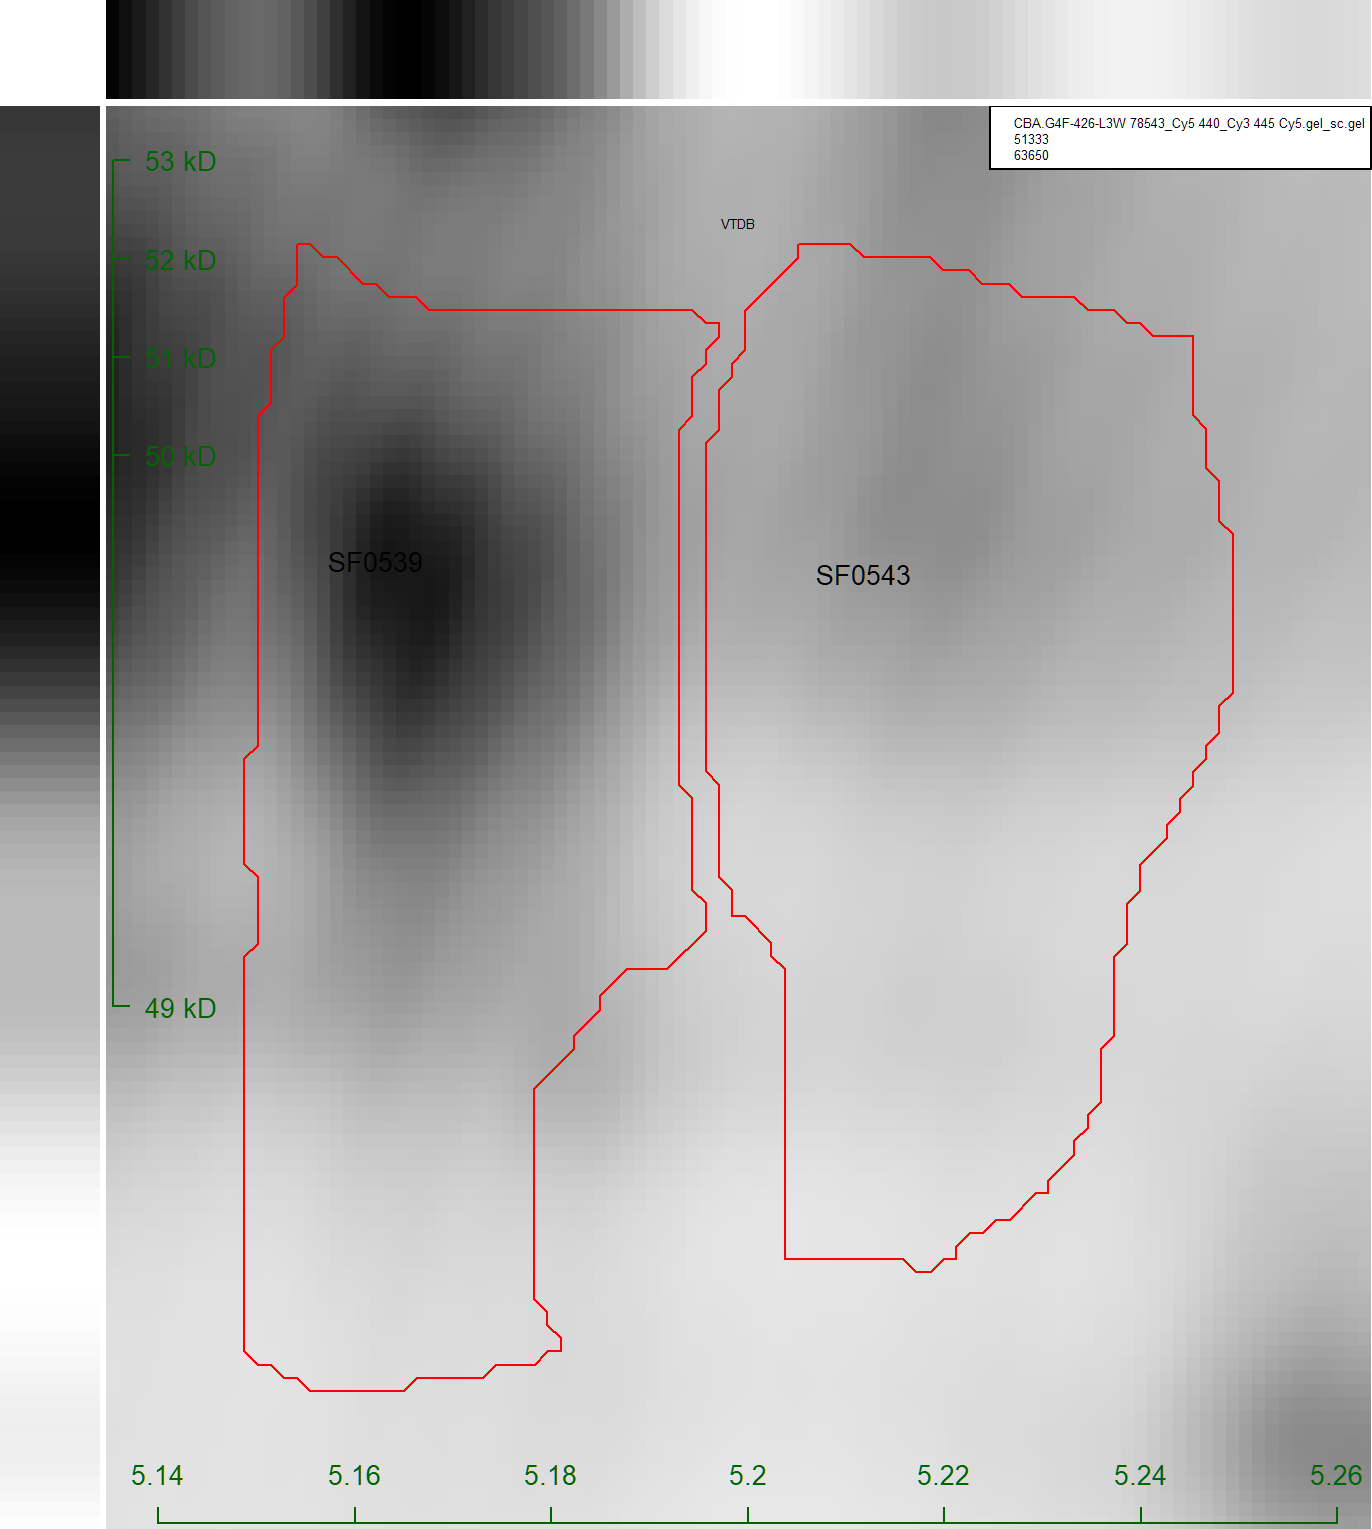 CBA.G4F-426-L3W 78543_Cy5 440_Cy3 445 Cy5.gel_sc.gel
51333
63650
53 kD
VTDB
52 kD
51 kD
50 kD
SF0539
SF0543
49 kD
5.14 5.16 5.18 5.2 5.22 5.24 5.26